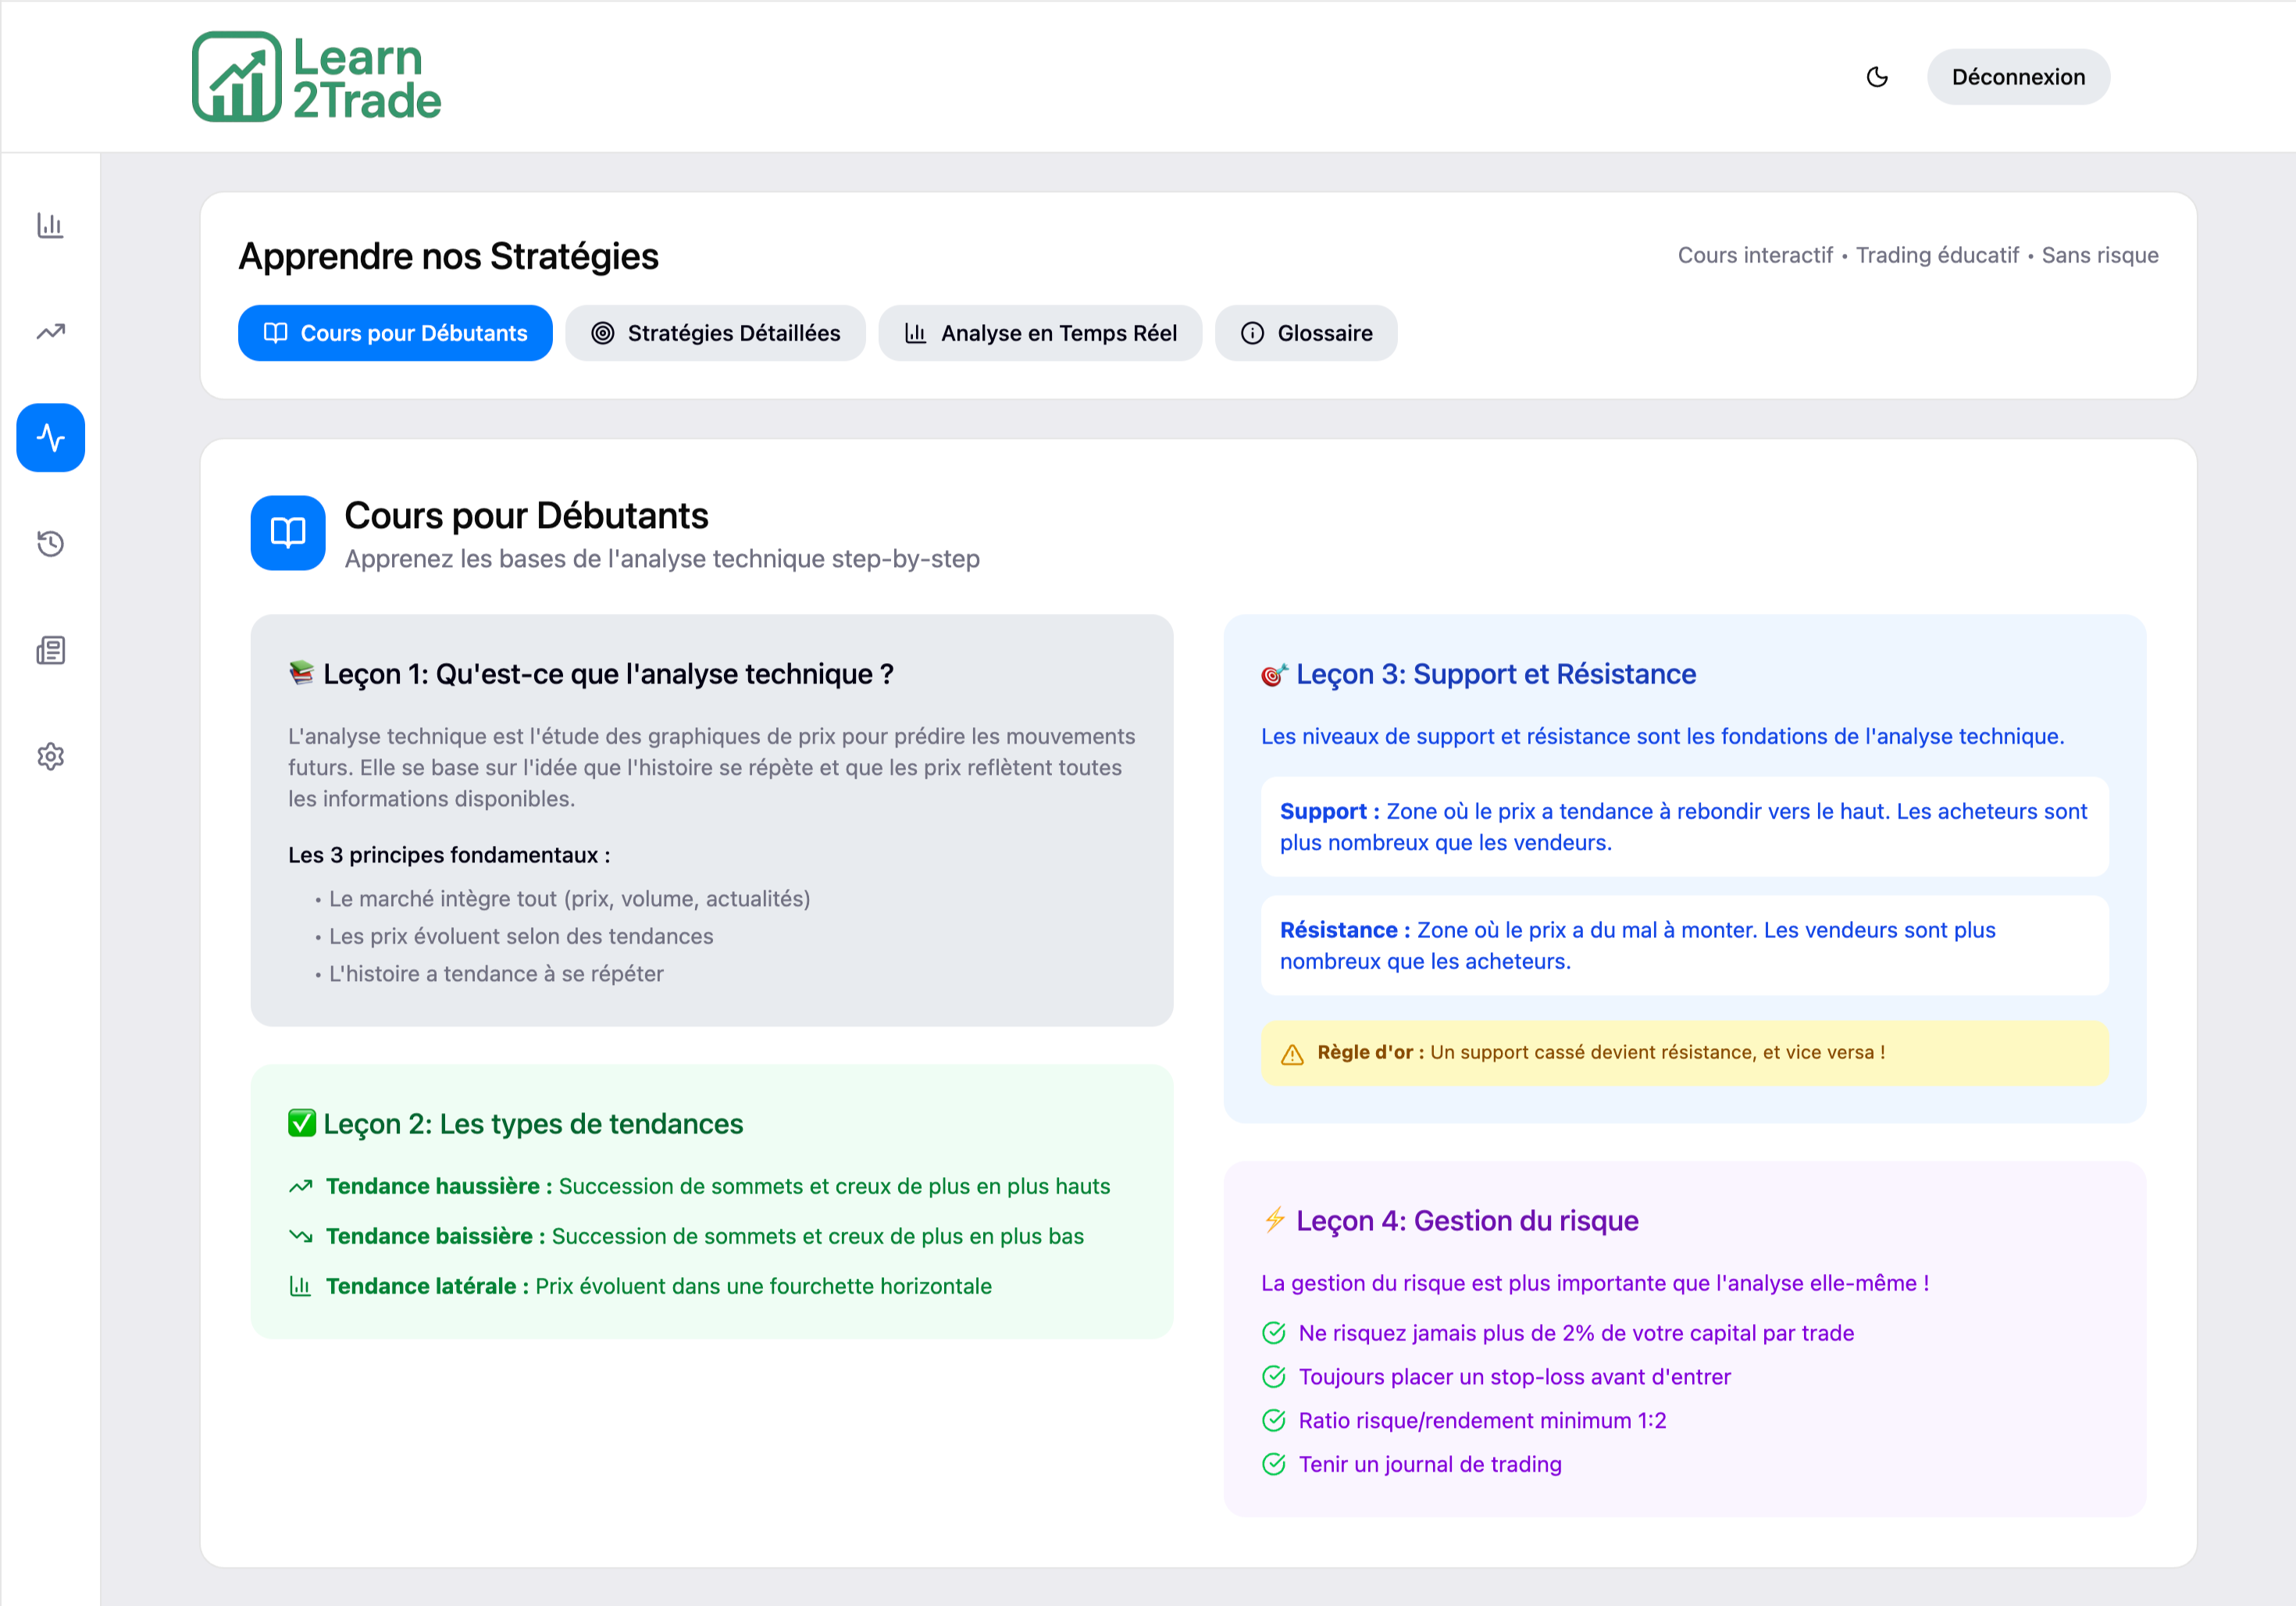 Learn
2Trade
Déconnexion
Apprendre nos Stratégies
Cours interactif • Trading éducatif • Sans risque
Cours pour Débutants
Stratégies Détaillées
Analyse en Temps Réel
Glossaire
Cours pour Débutants
Apprenez les bases de l'analyse technique step-by-step
Leçon 1: Qu'est-ce que l'analyse technique ?
L'analyse technique est l'étude des graphiques de prix pour prédire les mouvements
futurs. Elle se base sur l'idée que l'histoire se répète et que les prix reflètent toutes
les informations disponibles.
Les 3 principes fondamentaux :
• Le marché intègre tout (prix, volume, actualités)
• Les prix évoluent selon des tendances
• L'histoire a tendance à se répéter
Leçon 2: Les types de tendances
Tendance haussière : Succession de sommets et creux de plus en plus hauts
Tendance baissière : Succession de sommets et creux de plus en plus bas
Tendance latérale : Prix évoluent dans une fourchette horizontale
Leçon 3: Support et Résistance
Les niveaux de support et résistance sont les fondations de l'analyse technique.
Support : Zone où le prix a tendance à rebondir vers le haut. Les acheteurs sont
plus nombreux que les vendeurs.
Résistance : Zone où le prix a du mal à monter. Les vendeurs sont plus
nombreux que les acheteurs.
Règle d'or : Un support cassé devient résistance, et vice versa !
Leçon 4: Gestion du risque
La gestion du risque est plus importante que l'analyse elle-même !
Ne risquez jamais plus de 2% de votre capital par trade
Toujours placer un stop-loss avant d'entrer
Ratio risque/rendement minimum 1:2
Tenir un journal de trading